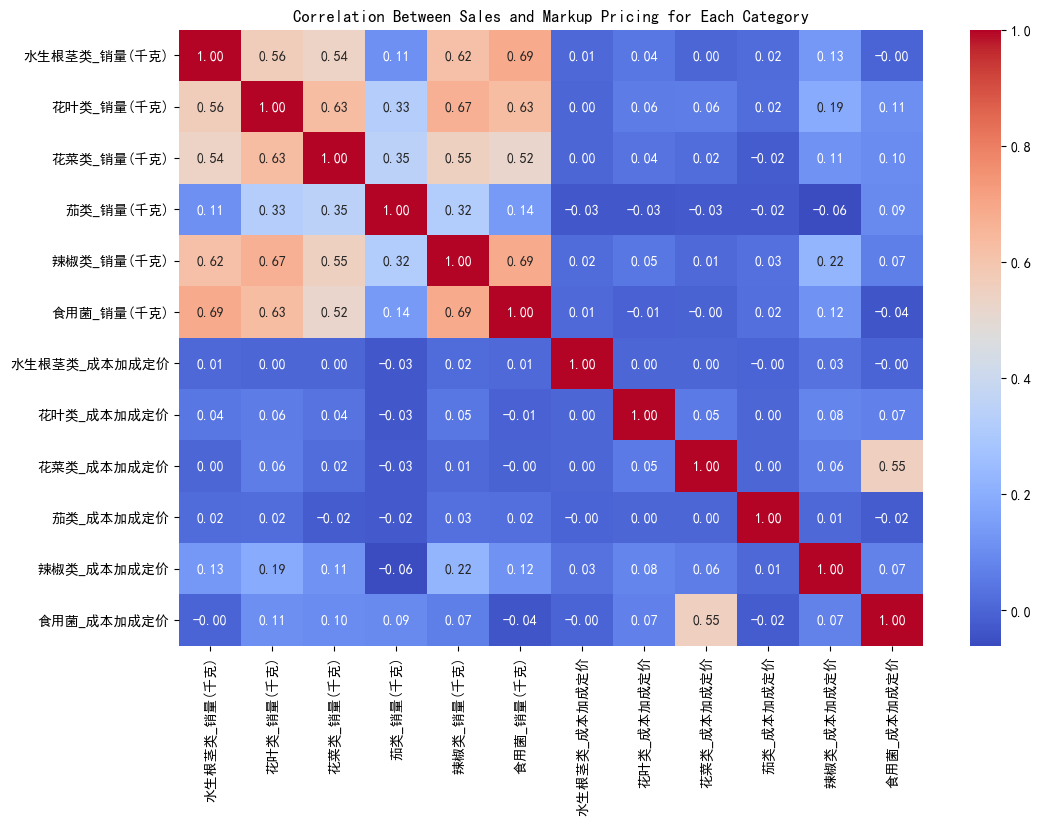 Correlation Between Sales and Markup Pricing for Each Category
水生根茎类_销量(千克) 1.00 0.56 0.54 0.11 0.62 0.69 0.01 0.04 0.00 0.02 0.13 -0.00
花叶类_销量(千克) 0.56 1.00 0.63 0.33 0.67 0.63 0.00 0.06 0.06 0.02 0.19 0.11
花菜类_销量(千克) 0.54 0.63 1.00 0.35 0.55 0.52 0.00 0.04 0.02 -0.02 0.11 0.10
茄类_销量(千克) 0.11 0.33 0.35 1.00 0.32 0.14 -0.03 -0.03 -0.03 -0.02 -0.06 0.09
辣椒类_销量(千克) 0.62 0.67 0.55 0.32 1.00 0.69 0.02 0.05 0.01 0.03 0.22 0.07
食用菌_销量(千克) 0.69 0.63 0.52 0.14 0.69 1.00 0.01 -0.01 -0.00 0.02 0.12 -0.04
水生根茎类_成本加成定价 0.01 0.00 0.00 -0.03 0.02 0.01 1.00 0.00 0.00 -0.00 0.03 -0.00
花叶类_成本加成定价 0.04 0.06 0.04 -0.03 0.05 -0.01 0.00 1.00 0.05 0.00 0.08 0.07
花菜类_成本加成定价 0.00 0.06 0.02 -0.03 0.01 -0.00 0.00 0.05 1.00 0.00 0.06 0.55
茄类_成本加成定价 0.02 0.02 -0.02 -0.02 0.03 0.02 -0.00 0.00 0.00 1.00 0.01 -0.02
辣椒类_成本加成定价 0.13 0.19 0.11 -0.06 0.22 0.12 0.03 0.08 0.06 0.01 1.00 0.07
食用菌_成本加成定价 -0.00 0.11 0.10 0.09 0.07 -0.04 -0.00 0.07 0.55 -0.02 0.07 1.00
水生根茎类_销量(千克)
花叶类_销量(千克)
花菜类_销量(千克)
茄类_销量(千克)
辣椒类_销量(千克)
食用菌_销量(千克)
水生根茎类_成本加成定价
花叶类_成本加成定价
花菜类_成本加成定价
茄类_成本加成定价
辣椒类_成本加成定价
食用菌_成本加成定价
1.0
0.8
0.6
0.4
0.2
0.0